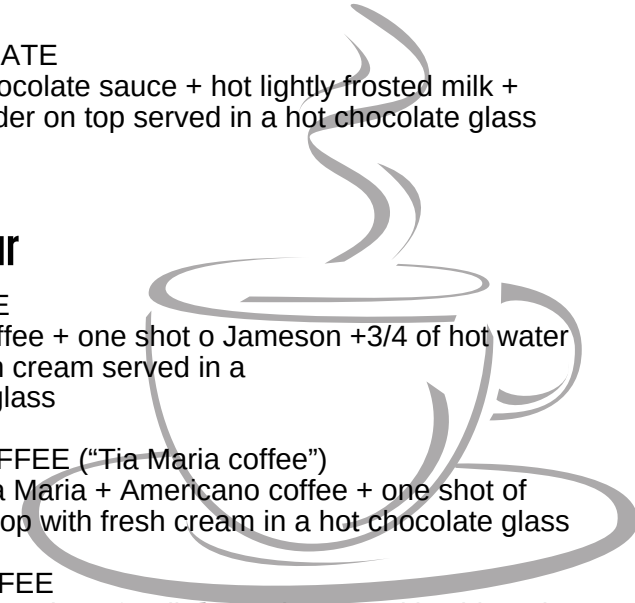 ATE
ocolate sauce + hot lightly frosted milk +
der on top served in a hot chocolate glass
ur
E
ffee + one shot o Jameson +3/4 of hot water
n cream served in a
glass
FFEE (“Tia Maria coffee”)
a Maria + Americano coffee + one shot of
op with fresh cream in a hot chocolate glass
FFEE